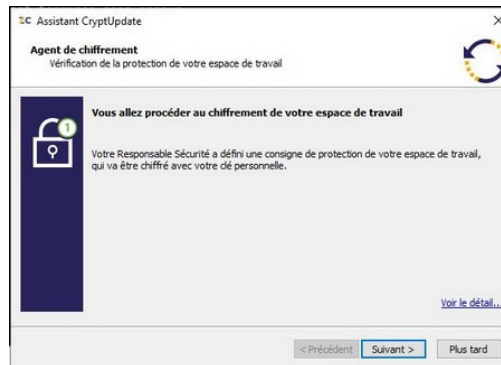 ZC Assistant CryptUpdate
Agent de chiffrement
Vérification de la protection de votre espace de travail
1
Vous allez procéder au chiffrement de votre espace de travail
Votre Responsable Sécurité a défini une consigne de protection de votre espace de travail,
qui va être chiffré avec votre clé personnelle.
Voir le détail...
< Précédent Suivant > Plus tard